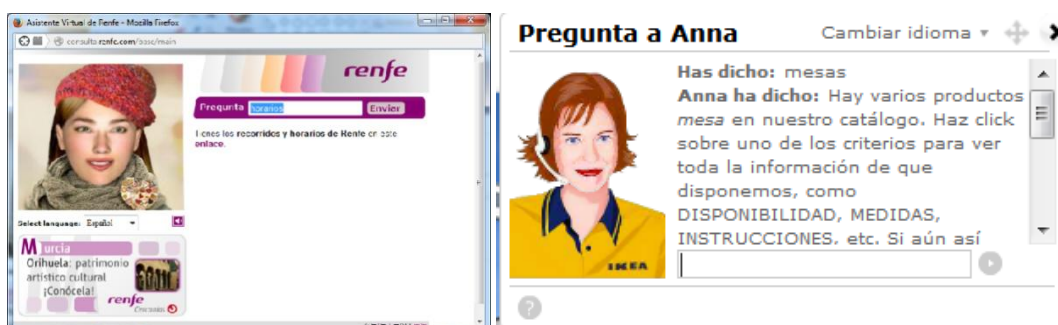 Asistente Virtual de Renfe - Mozilla Firefox
consulta.renfe.com/base/main
renfe
Pregunta horarios Enviar
Tienes los recorridos y horarios de Renfe en este
enlace.
Select language: Español
Murcia
Orihuela: patrimonio
artístico cultural
¡Conócela!
renfe
Pregunta a Anna Cambiar idioma
Has dicho: mesas
Anna ha dicho: Hay varios productos
mesa en nuestro catálogo. Haz click
sobre uno de los criterios para ver
toda la información de que
disponemos, como
DISPONIBILIDAD, MEDIDAS,
INSTRUCCIONES, etc. Si aún así
IKEA
?